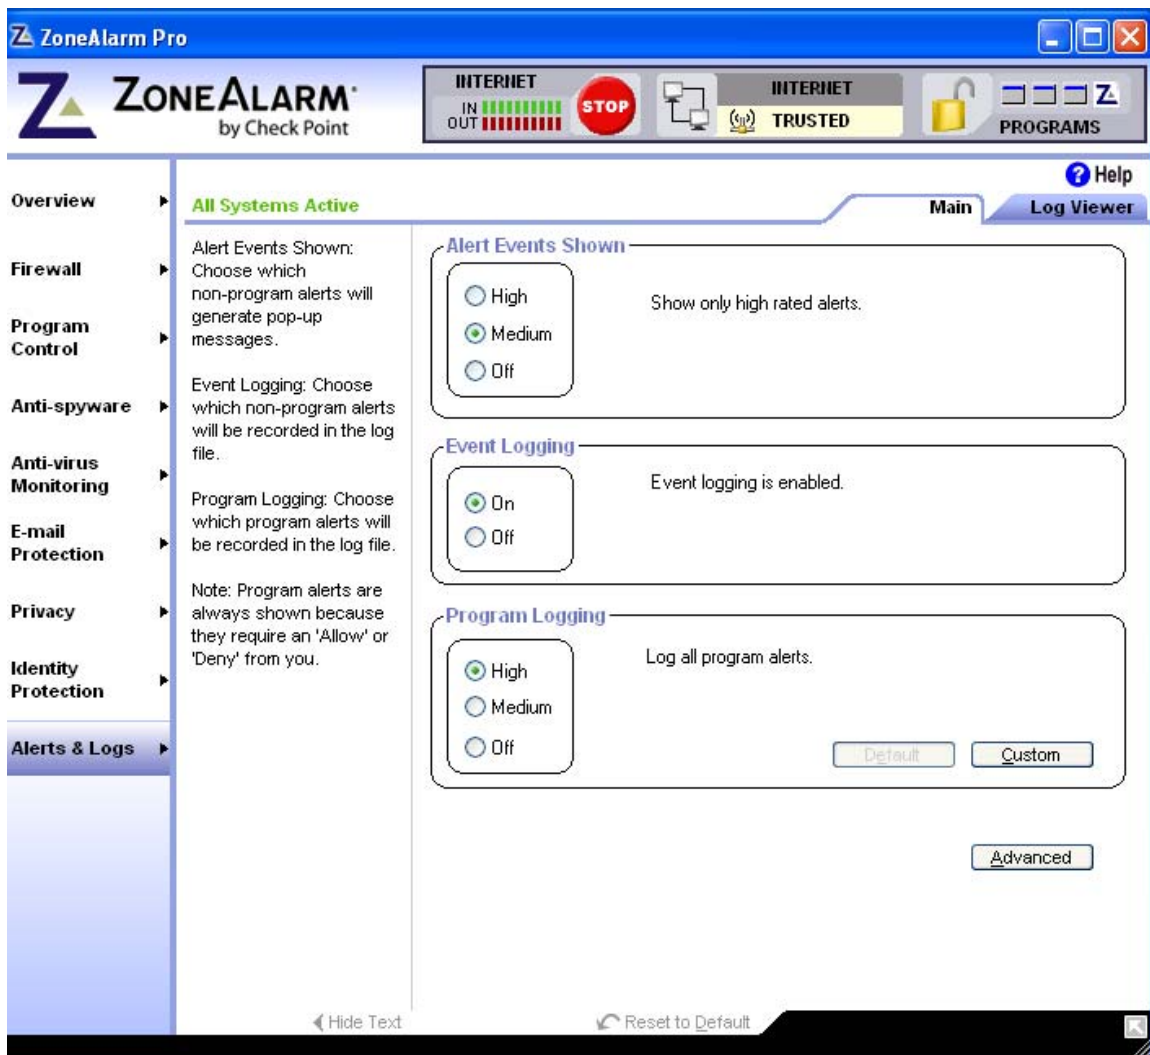 ZoneAlarm Pro
ZONEALARM
by Check Point
INTERNET
IN
OUT
STOP
INTERNET
TRUSTED
PROGRAMS
Help
Main
Log Viewer
Overview
Firewall
Program
Control
Anti-spyware
Anti-virus
Monitoring
E-mail
Protection
Privacy
Identity
Protection
Alerts & Logs
All Systems Active
Alert Events Shown:
Choose which
non-program alerts will
generate pop-up
messages.
Event Logging: Choose
which non-program alerts
will be recorded in the log
file.
Program Logging: Choose
which program alerts will
be recorded in the log file.
Note: Program alerts are
always shown because
they require an 'Allow' or
'Deny' from you.
Alert Events Shown
High
Medium
Off
Show only high rated alerts.
Event Logging
On
Off
Event logging is enabled.
Program Logging
High
Medium
Off
Log all program alerts.
Default
Custom
Advanced
Hide Text
Reset to Default